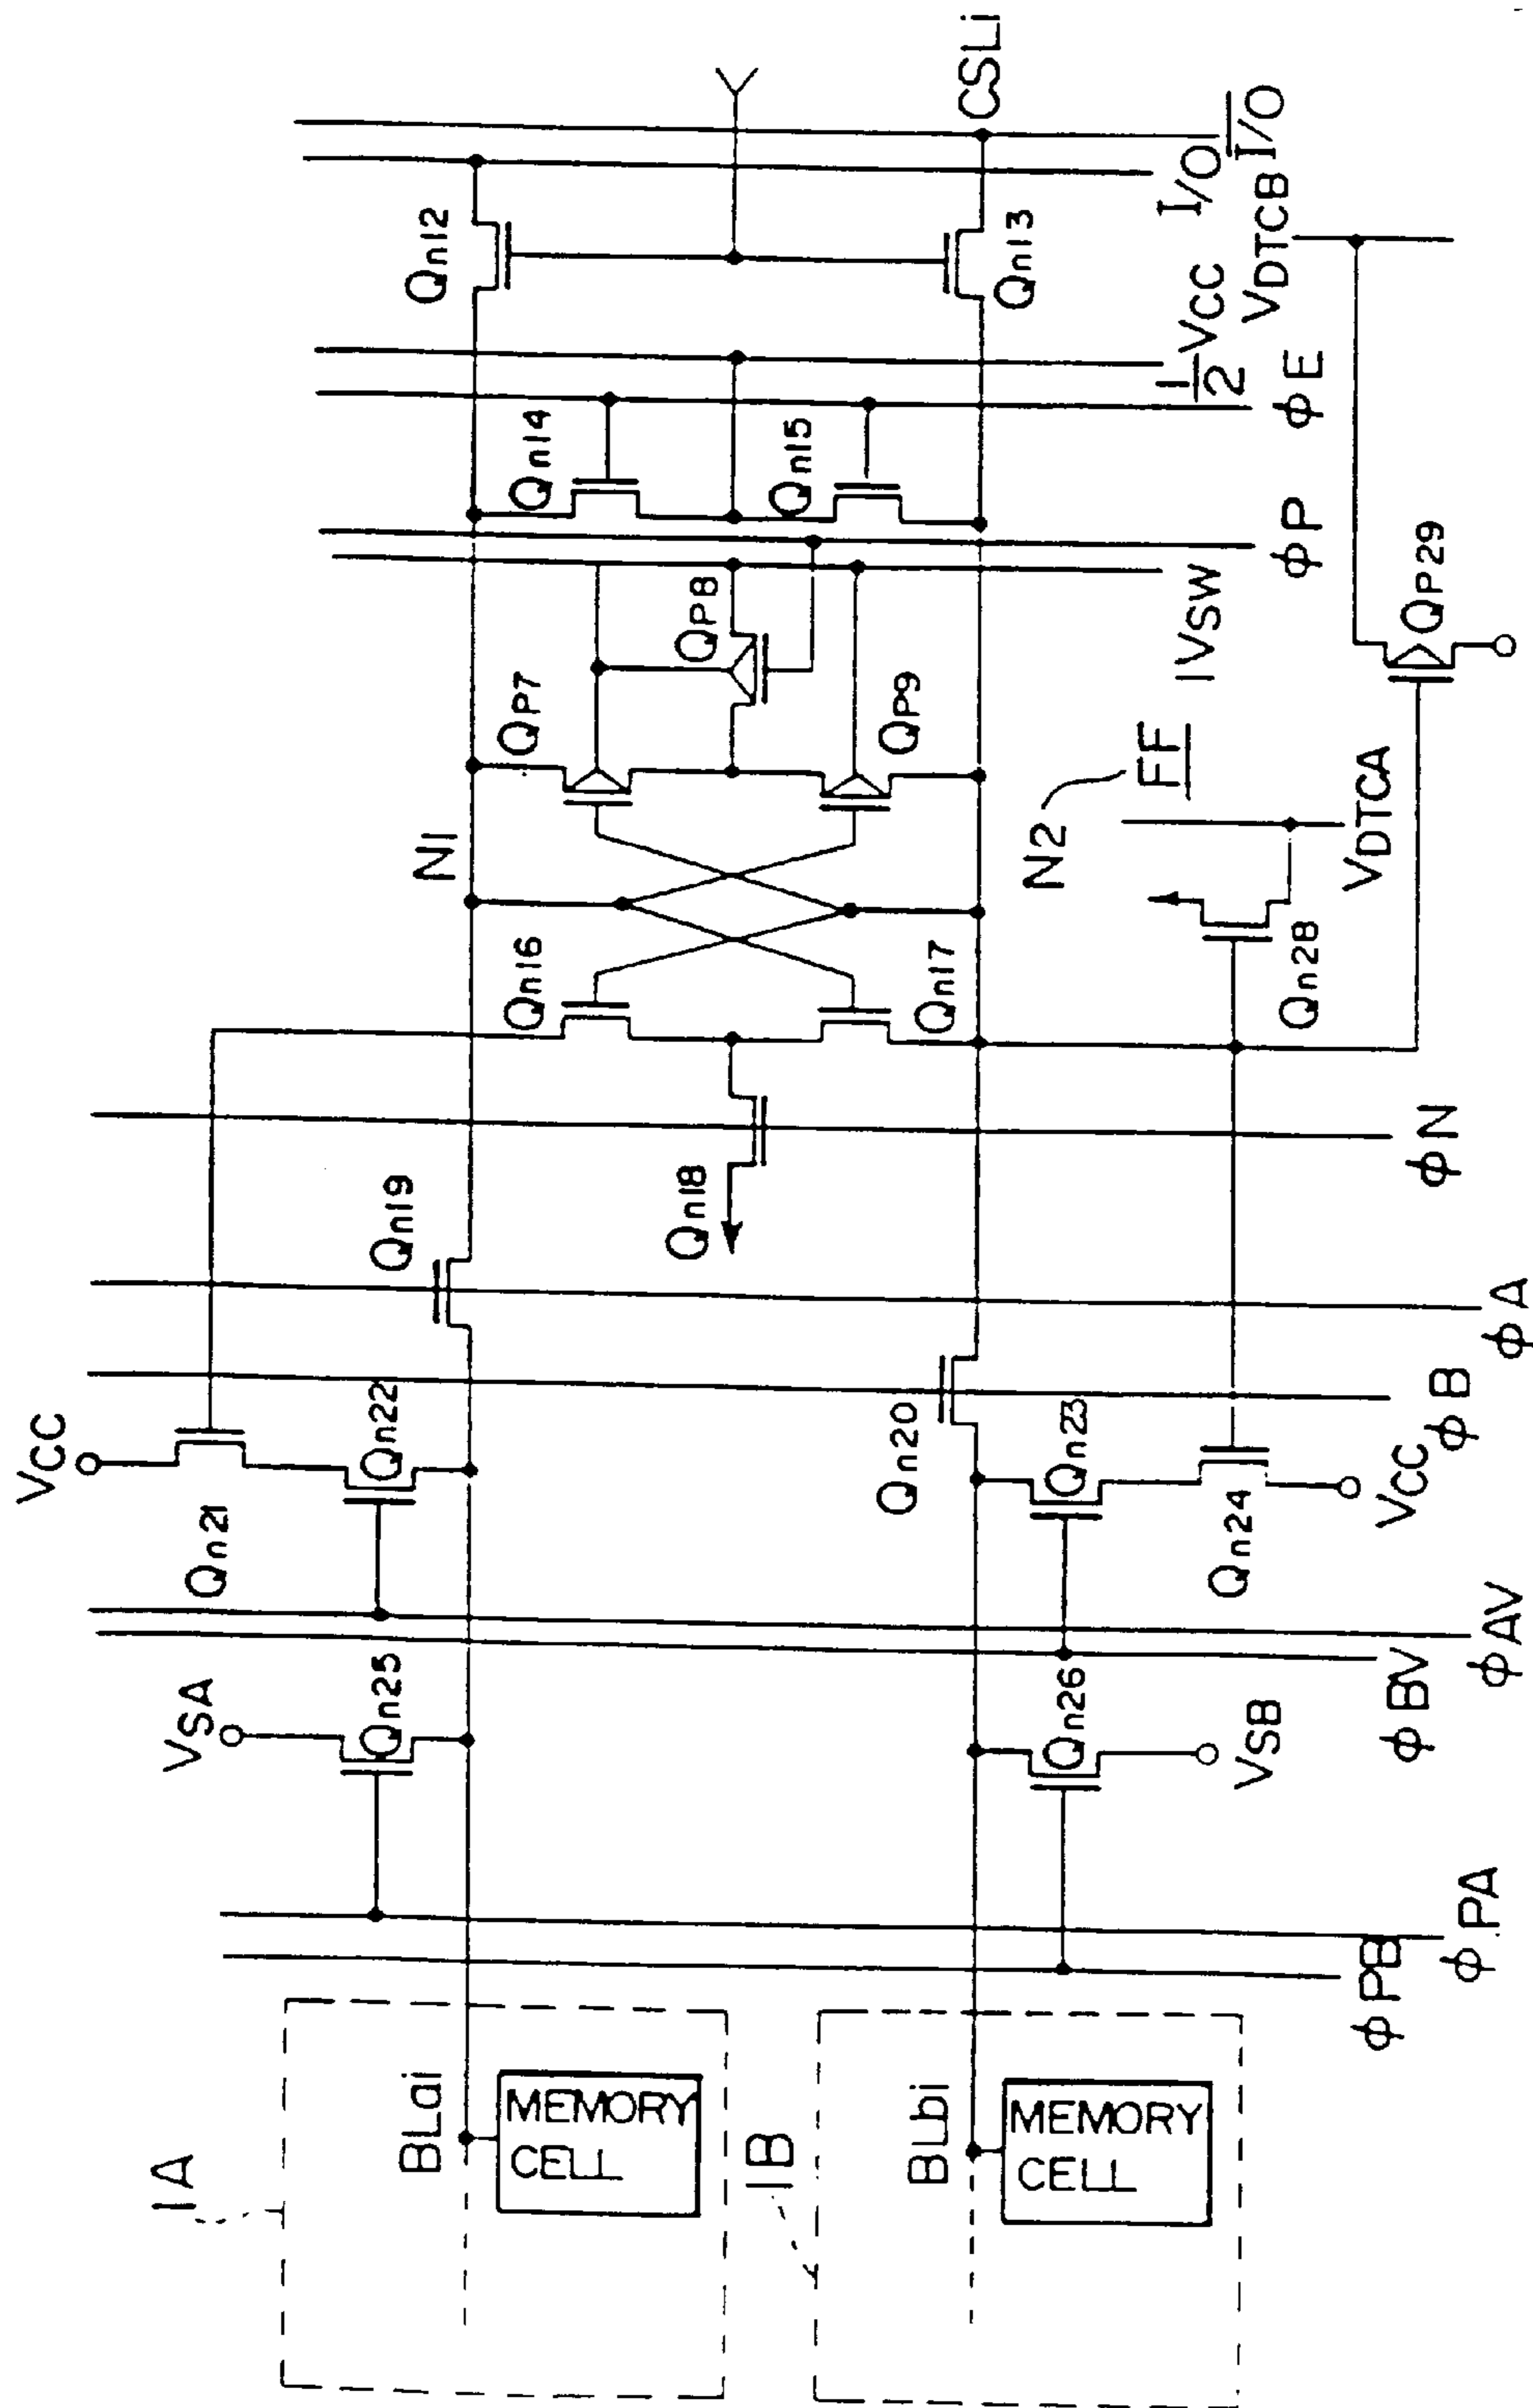 VCC
Qn21
Qn22
VSA
Qn25
1A
BLai
MEMORY
CELL
1B
BLbi
MEMORY
CELL
Qn26
VSB
φPB
φPA
φBV
φAV
Qn23
Qn24
VCC
Qn20
φB
φA
Qn19
Qn18
φN
Qn16
Qn17
N1
N2
FF
Qn28
VDTCA
QP7
QP8
QP9
1VSW
φP
QP29
Qn14
Qn15
φE
1/2 VCC
VDTCB
Qn12
Qn13
I/O
I/O
CSLi